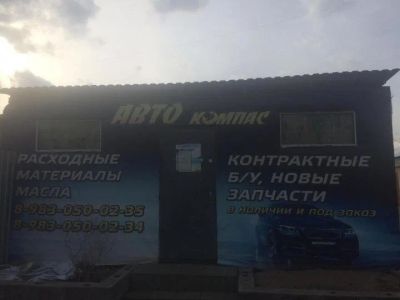 АВТО КОМПАС
РАСХОДНЫЕ
МАТЕРИАЛЫ
МАСЛА
8-983-050-02-35
8-983-050-02-34
КОНТРАКТНЫЕ
Б/У, НОВЫЕ
ЗАПЧАСТИ
в наличии и под заказ